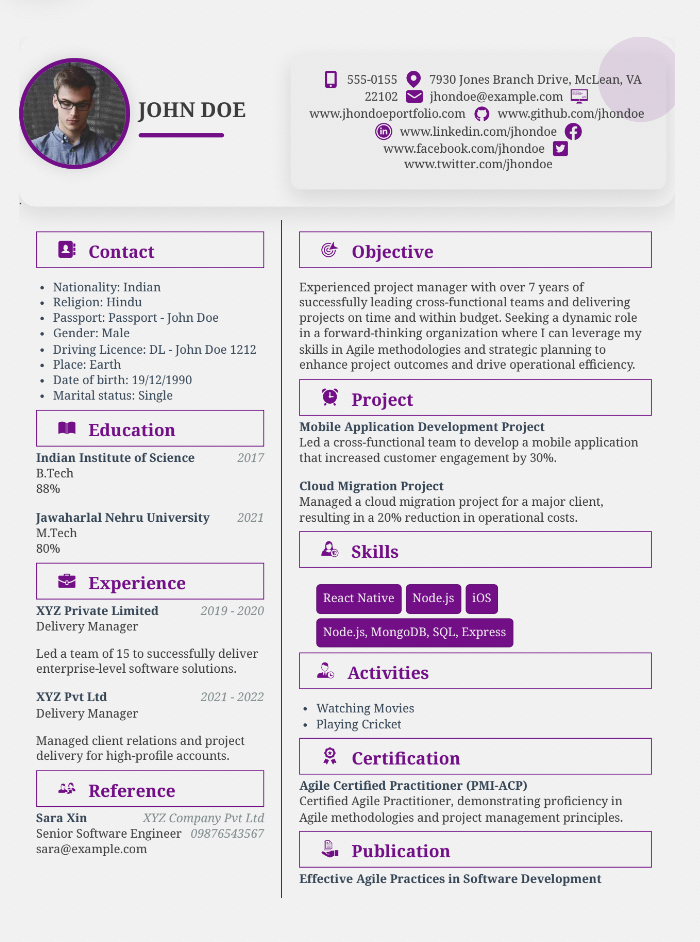 JOHN DOE
555-0155 7930 Jones Branch Drive, McLean, VA
22102 jhondoe@example.com
www.jhondoeportfolio.com www.github.com/jhondoe
www.linkedin.com/jhondoe
www.facebook.com/jhondoe
www.twitter.com/jhondoe
Contact
• Nationality: Indian
• Religion: Hindu
• Passport: Passport - John Doe
• Gender: Male
• Driving Licence: DL - John Doe 1212
• Place: Earth
• Date of birth: 19/12/1990
• Marital status: Single
Education
Indian Institute of Science 2017
B.Tech
88%
Jawaharlal Nehru University 2021
M.Tech
80%
Experience
XYZ Private Limited 2019 - 2020
Delivery Manager
Led a team of 15 to successfully deliver
enterprise-level software solutions.
XYZ Pvt Ltd 2021 - 2022
Delivery Manager
Managed client relations and project
delivery for high-profile accounts.
Reference
Sara Xin XYZ Company Pvt Ltd
Senior Software Engineer 09876543567
sara@example.com
Objective
Experienced project manager with over 7 years of
successfully leading cross-functional teams and delivering
projects on time and within budget. Seeking a dynamic role
in a forward-thinking organization where I can leverage my
skills in Agile methodologies and strategic planning to
enhance project outcomes and drive operational efficiency.
Project
Mobile Application Development Project
Led a cross-functional team to develop a mobile application
that increased customer engagement by 30%.
Cloud Migration Project
Managed a cloud migration project for a major client,
resulting in a 20% reduction in operational costs.
Skills
React Native Node.js iOS
Node.js, MongoDB, SQL, Express
Activities
• Watching Movies
• Playing Cricket
Certification
Agile Certified Practitioner (PMI-ACP)
Certified Agile Practitioner, demonstrating proficiency in
Agile methodologies and project management principles.
Publication
Effective Agile Practices in Software Development